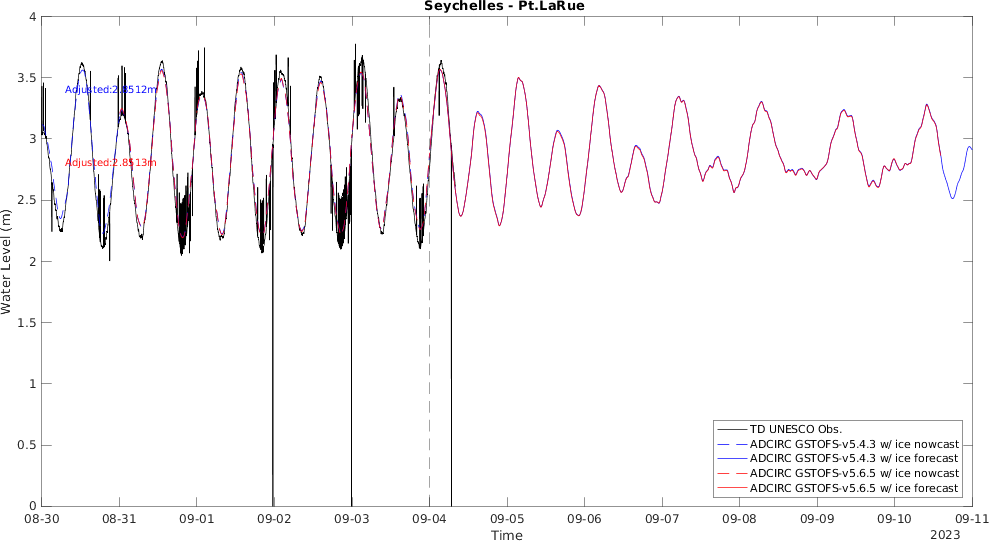 Seychelles - Pt.LaRue
4
3.5
3
2.5
2
1.5
1
0.5
0
Water Level (m)
Adjusted:2.8512m
Adjusted:2.8513m
TD UNESCO Obs.
ADCIRC GSTOFS-v5.4.3 w/ ice nowcast
ADCIRC GSTOFS-v5.4.3 w/ ice forecast
ADCIRC GSTOFS-v5.6.5 w/ ice nowcast
ADCIRC GSTOFS-v5.6.5 w/ ice forecast
08-30 08-31 09-01 09-02 09-03 09-04 09-05 09-06 09-07 09-08 09-09 09-10 09-11
Time
2023